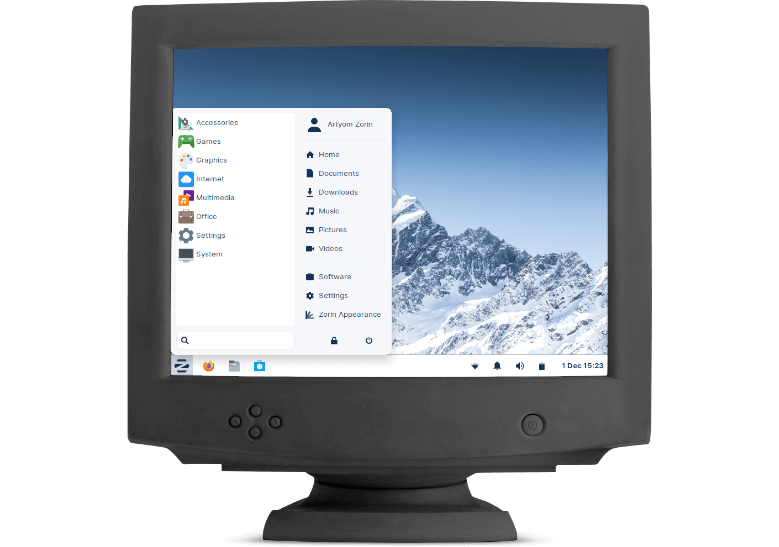 Accessories
Games
Graphics
Internet
Multimedia
Office
Settings
System
Artyom Zorin
Home
Documents
Downloads
Music
Pictures
Videos
Software
Settings
Zorin Appearance
1 Dec 15:23